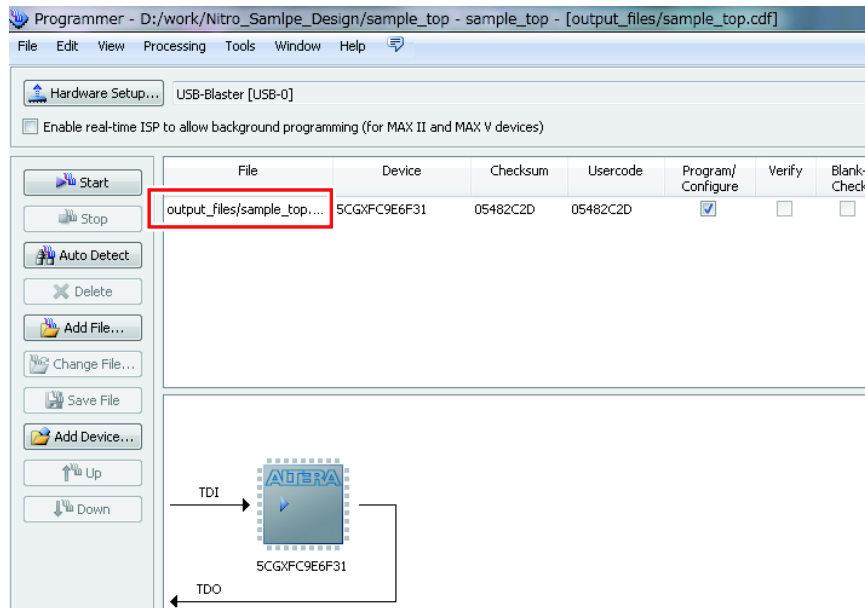 Programmer - D:/work/Nitro_Samlpe_Design/sample_top - sample_top - [output_files/sample_top.cdf]
File Edit View Processing Tools Window Help
Hardware Setup... USB-Blaster [USB-0]
Enable real-time ISP to allow background programming (for MAX II and MAX V devices)
Start
Stop
Auto Detect
Delete
Add File...
Change File...
Save File
Add Device...
Up
Down
File Device Checksum Usercode Program/ Verify Blank-
Configure Check
output_files/sample_top.... 5CGXFC9E6F31 05482C2D 05482C2D
TDI
ALTERA
5CGXFC9E6F31
TDO